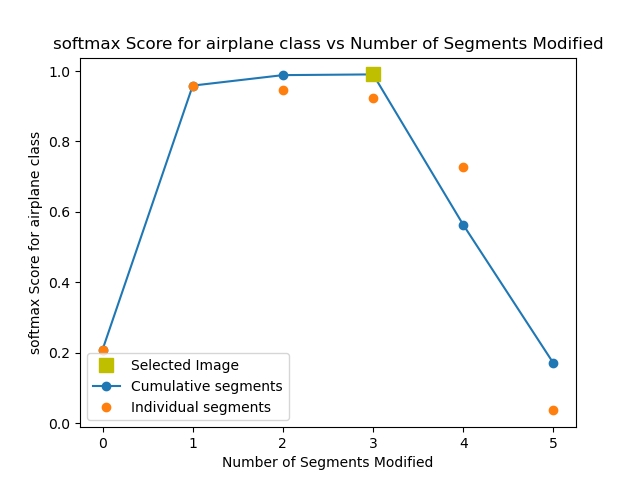 softmax Score for airplane class vs Number of Segments Modified
softmax Score for airplane class
1.0
0.8
0.6
0.4
0.2
0.0
Selected Image
Cumulative segments
Individual segments
0 1 2 3 4 5
Number of Segments Modified